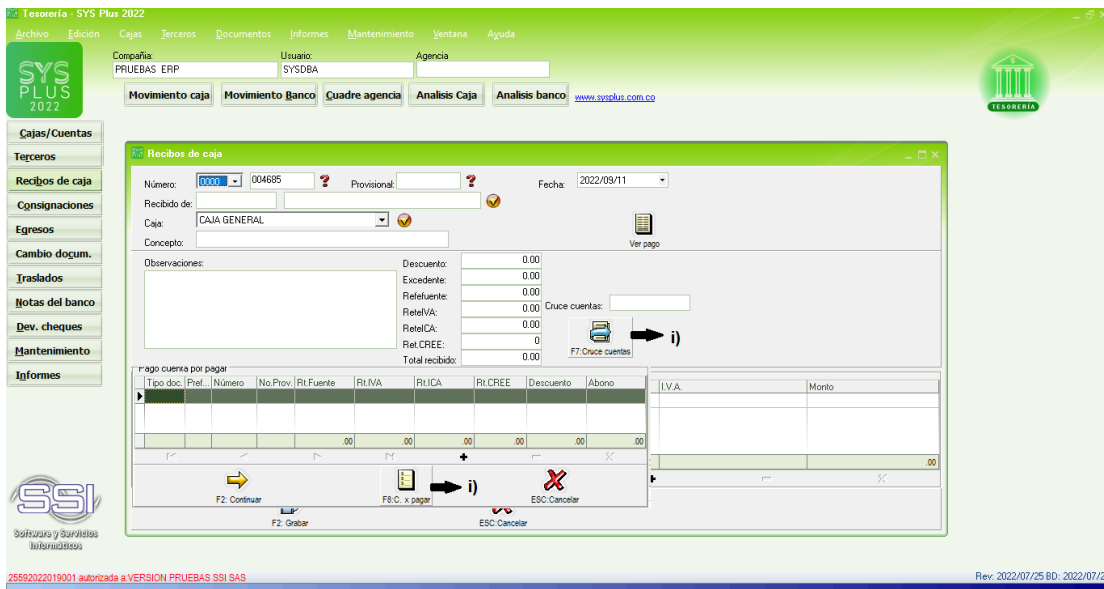 Tesorería - SYS Plus 2022
Archivo Edición Cajas Terceros Documentos Informes Mantenimiento Ventana Ayuda
Compañía: Usuario: Agencia
PRUEBAS ERP SYSDBA
SYS
PLUS
2022
Movimiento caja Movimiento Banco Cuadre agencia Analisis Caja Analisis banco www.sysplus.com.co
TESORERÍA
Cajas/Cuentas
Terceros
Recibos de caja
Consignaciones
Egresos
Cambio docum.
Traslados
Notas del banco
Dev. cheques
Mantenimiento
Informes
Recibos de caja
Número: 0000 004685 Provisional: Fecha: 2022/09/11
Recibido de:
Caja: CAJA GENERAL
Concepto:
Ver pago
Observaciones:
Descuento: 0.00
Excedente: 0.00
Refefuente: 0.00
ReteIVA: 0.00
ReteICA: 0.00
Ret.CREE: 0
Total recibido: 0.00
Cruce cuentas:
F7:Cruce cuentas i)
Pago cuenta por pagar
Tipo doc. Pref... Número No.Prov. Rt.Fuente Rt.IVA Rt.ICA Rt.CREE Descuento Abono
.00 .00 .00 .00 .00 .00
I.V.A. Monto
.00
F2: Continuar F8:C. x pagar i) ESC:Cancelar
F2: Grabar ESC:Cancelar
SSI
Software y Servicios
Informáticos
25592022019001 autorizada a:VERSION PRUEBAS SSI SAS
Rev: 2022/07/25 BD: 2022/07/2